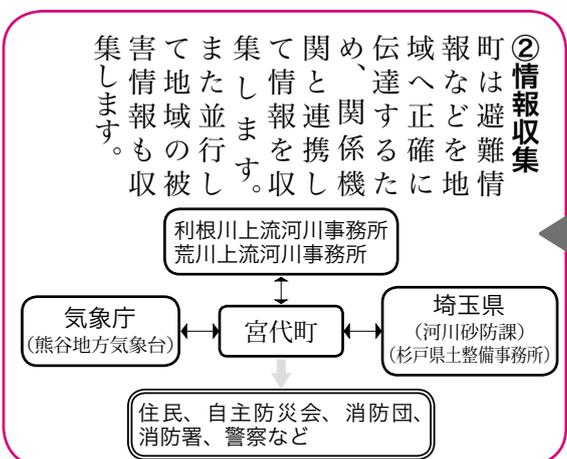 ②情報収集
町は避難情
報などを地
域へ正確に
伝達するた
め、関係機
関と連携し
て情報を収
集します。
また並行し
て地域の被
害情報も収
集します。
利根川上流河川事務所
荒川上流河川事務所
気象庁
(熊谷地方気象台)
宮代町
埼玉県
(河川砂防課)
(杉戸県土整備事務所)
住民、自主防災会、消防団、
消防署、警察など